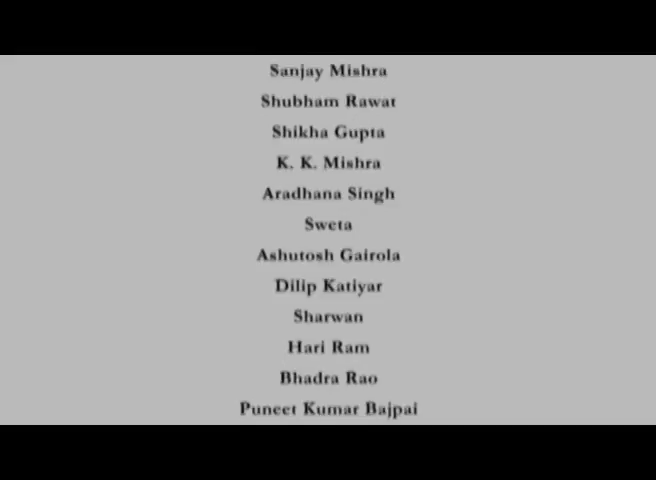 Sanjay Mishra
Shubham Rawat
Shikha Gupta
K. K. Mishra
Aradhana Singh
Sweta
Ashutosh Gairola
Dilip Katiyar
Sharwan
Hari Ram
Bhadra Rao
Puneet Kumar Bajpai